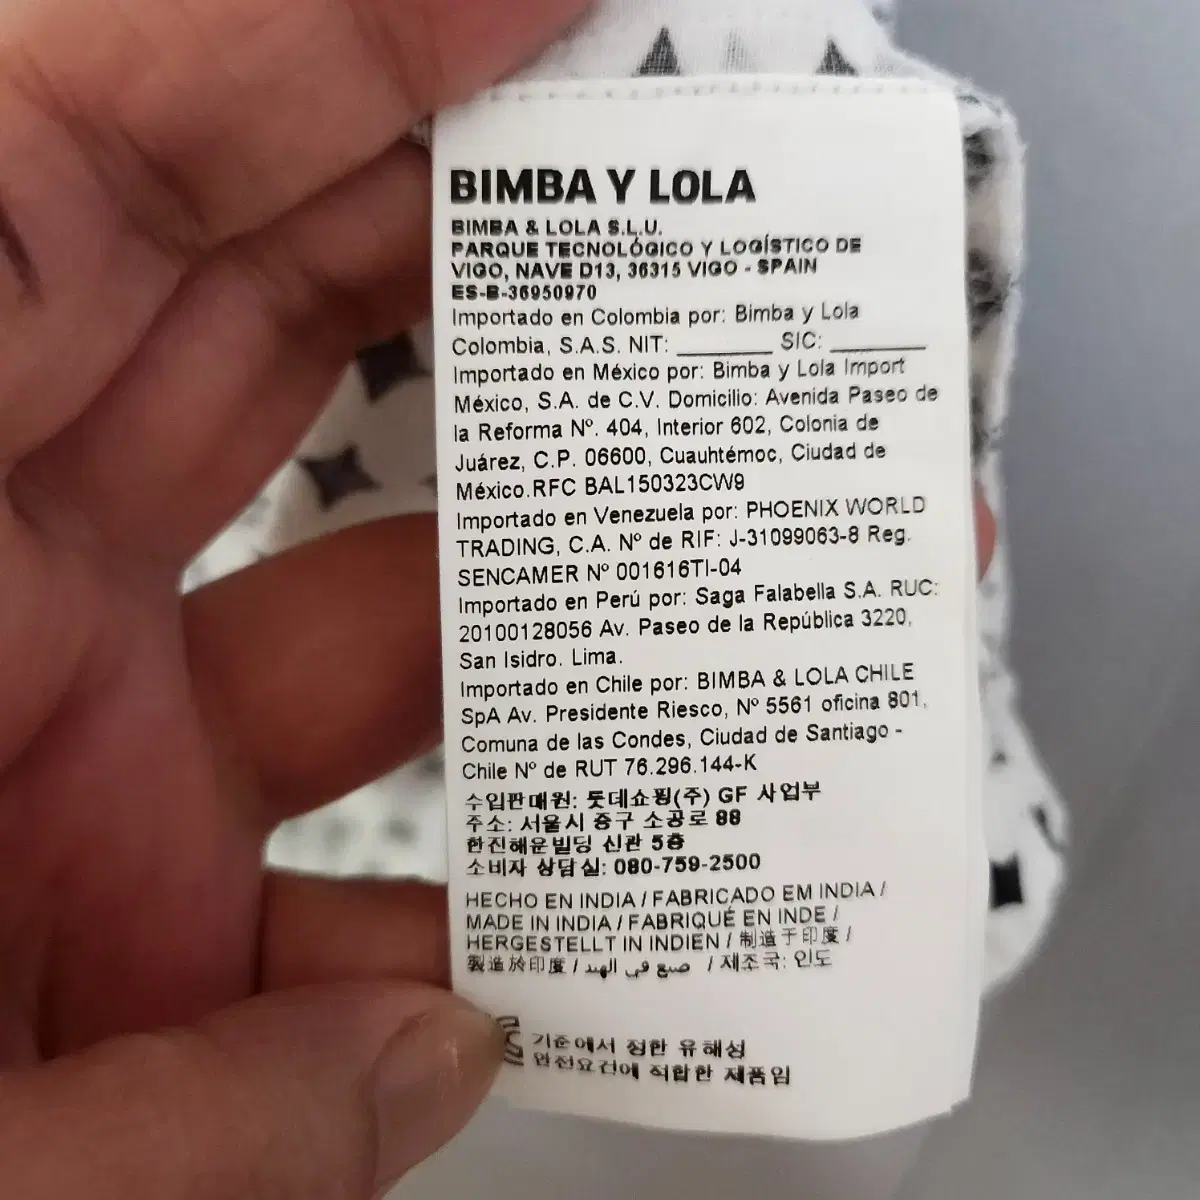 BIMBA Y LOLA
BIMBA & LOLA S.L.U.
PARQUE TECNOLÓGICO Y LOGÍSTICO DE
VIGO, NAVE D13, 36315 VIGO - SPAIN
ES-B-36950970
Importado en Colombia por: Bimba y Lola
Colombia, S.A.S. NIT: ________ SIC: ________
Importado en México por: Bimba y Lola Import
México, S.A. de C.V. Domicilio: Avenida Paseo de
la Reforma Nº. 404, Interior 602, Colonia de
Juárez, C.P. 06600, Cuauhtémoc, Ciudad de
México.RFC BAL150323CW9
Importado en Venezuela por: PHOENIX WORLD
TRADING, C.A. Nº de RIF: J-31099063-8 Reg.
SENCAMER Nº 001616TI-04
Importado en Perú por: Saga Falabella S.A. RUC:
20100128056 Av. Paseo de la República 3220,
San Isidro. Lima.
Importado en Chile por: BIMBA & LOLA CHILE
SpA Av. Presidente Riesco, Nº 5561 oficina 801,
Comuna de las Condes, Ciudad de Santiago -
Chile Nº de RUT 76.296.144-K
수입판매원: 롯데쇼핑(주) GF 사업부
주소: 서울시 중구 소공로 88
한진해운빌딩 신관 5층
소비자 상담실: 080-759-2500
HECHO EN INDIA / FABRICADO EM INDIA /
MADE IN INDIA / FABRIQUÉ EN INDE /
HERGESTELLT IN INDIEN / 制造于印度 /
製造於印度 / صنع في الهند / 제조국: 인도
기준에서 정한 유해성
안전요건에 적합한 제품임